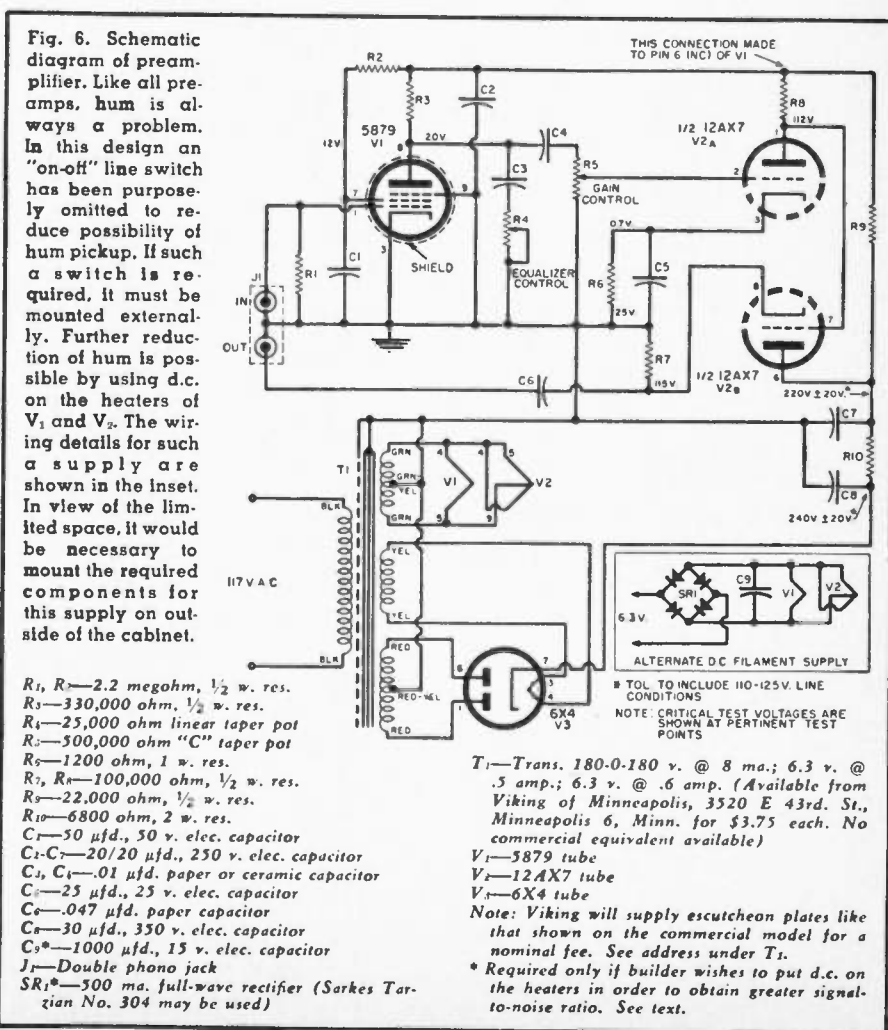 Fig. 6. Schematic
diagram of pream-
plifier. Like all pre-
amps, hum is al-
ways a problem.
In this design an
"on-off" line switch
has been purpose-
ly omitted to re-
duce possibility of
hum pickup. If such
a switch is re-
quired, it must be
mounted external-
ly. Further reduc-
tion of hum is pos-
sible by using d.c.
on the heaters of
V₁ and V₂. The wir-
ing details for such
a supply are
shown in the inset.
In view of the lim-
ited space, it would
be necessary to
mount the required
components for
this supply on out-
side of the cabinet.
THIS CONNECTION MADE
TO PIN 6 (NC) OF V1
R2
R3
C2
R8
5879
V1
20V
8
12V
C4
112V
1
1/2 12AX7
V2A
R5
GAIN
CONTROL
2
3
7
1
9
3
C3
R4
EQUALIZER
CONTROL
SHIELD
R1
C1
J1
IN
OUT
0.7V
R6
C5
25V
R7
115V
R9
8
7
6
1/2 12AX7
V2B
C6
220V ± 20V.*
C7
R10
C8
240V ± 20V*
T1
BLK
117 V A C
BLK
GRN
GRN
YEL
GRN
4
V1
5
4
5
9
V2
YEL
YEL
RED
RED-YEL
RED
6
1
7
3
4
6X4
V3
6.3V.
SR1
C9
V1
V2
ALTERNATE D.C FILAMENT SUPPLY
* TOL TO INCLUDE 110-125V. LINE
CONDITIONS
NOTE: CRITICAL TEST VOLTAGES ARE
SHOWN AT PERTINENT TEST
POINTS
R₁, R₂—2.2 megohm, ½ w. res.
R₃—330,000 ohm, ½ w. res.
R₄—25,000 ohm linear taper pot
R₅—500,000 ohm "C" taper pot
R₆—1200 ohm, 1 w. res.
R₇, R₈—100,000 ohm, ½ w. res.
R₉—22,000 ohm, ½ w. res.
R₁₀—6800 ohm, 2 w. res.
C₁—50 μfd., 50 v. elec. capacitor
C₂-C₇—20/20 μfd., 250 v. elec. capacitor
C₃, C₄—.01 μfd. paper or ceramic capacitor
C₅—25 μfd., 25 v. elec. capacitor
C₆—.047 μfd. paper capacitor
C₈—30 μfd., 350 v. elec. capacitor
C₉*—1000 μfd., 15 v. elec. capacitor
J₁—Double phono jack
SR₁*—500 ma. full-wave rectifier (Sarkes Tar-
zian No. 304 may be used)
T₁—Trans. 180-0-180 v. @ 8 ma.; 6.3 v. @
.5 amp.; 6.3 v. @ .6 amp. (Available from
Viking of Minneapolis, 3520 E 43rd. St.,
Minneapolis 6, Minn. for $3.75 each. No
commercial equivalent available)
V₁—5879 tube
V₂—12AX7 tube
V₃—6X4 tube
Note: Viking will supply escutcheon plates like
that shown on the commercial model for a
nominal fee. See address under T₁.
* Required only if builder wishes to put d.c. on
the heaters in order to obtain greater signal-
to-noise ratio. See text.